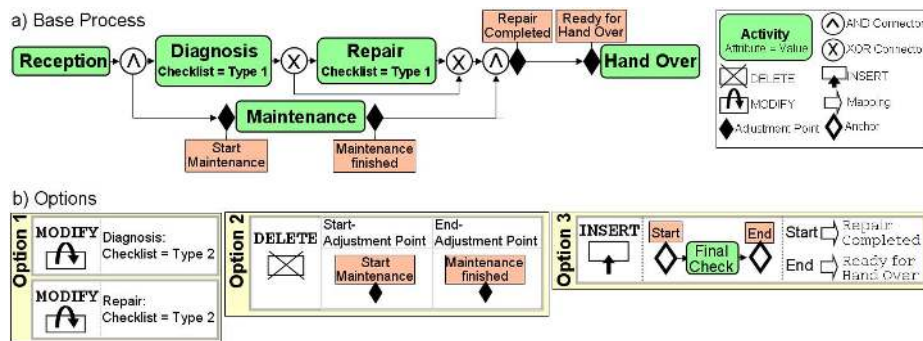 a) Base Process
Reception
Diagnosis
Checklist = Type 1
Repair
Checklist = Type 1
Maintenance
Start
Maintenance
Maintenance
finished
Repair
Completed
Ready for
Hand Over
Hand Over
Activity
Attribute = Value
AND Connector
XOR Connector
DELETE
INSERT
MODIFY
Mapping
Adjustment Point
Anchor
b) Options
Option 1
MODIFY
Diagnosis:
Checklist = Type 2
MODIFY
Repair:
Checklist = Type 2
Option 2
DELETE
Start-
Adjustment Point
Start
Maintenance
End-
Adjustment Point
Maintenance
finished
Option 3
INSERT
Start
Final
Check
End
Start
Repair
Completed
End
Ready for
Hand Over